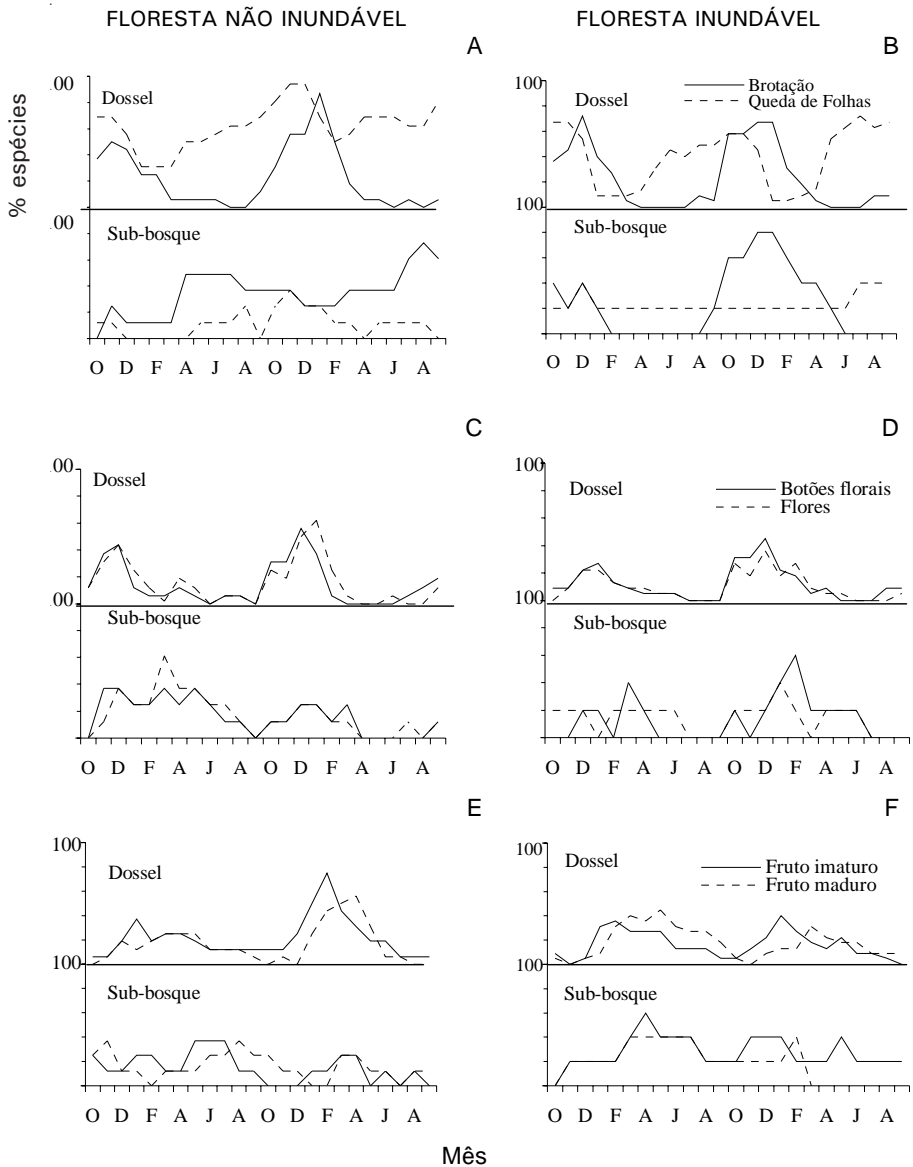 FLORESTA NÃO INUNDÁVEL
FLORESTA INUNDÁVEL
A
B
% espécies
.00
Dossel
.00
Sub-bosque
O D F A J A O D F A J A
100
Dossel
Brotação
Queda de Folhas
100
Sub-bosque
O D F A J A O D F A J A
C
D
.00
Dossel
.00
Sub-bosque
O D F A J A O D F A J A
100
Dossel
Botões florais
Flores
100
Sub-bosque
O D F A J A O D F A J A
E
F
100
Dossel
100
Sub-bosque
O D F A J A O D F A J A
100
Dossel
Fruto imaturo
Fruto maduro
100
Sub-bosque
O D F A J A O D F A J A
Mês